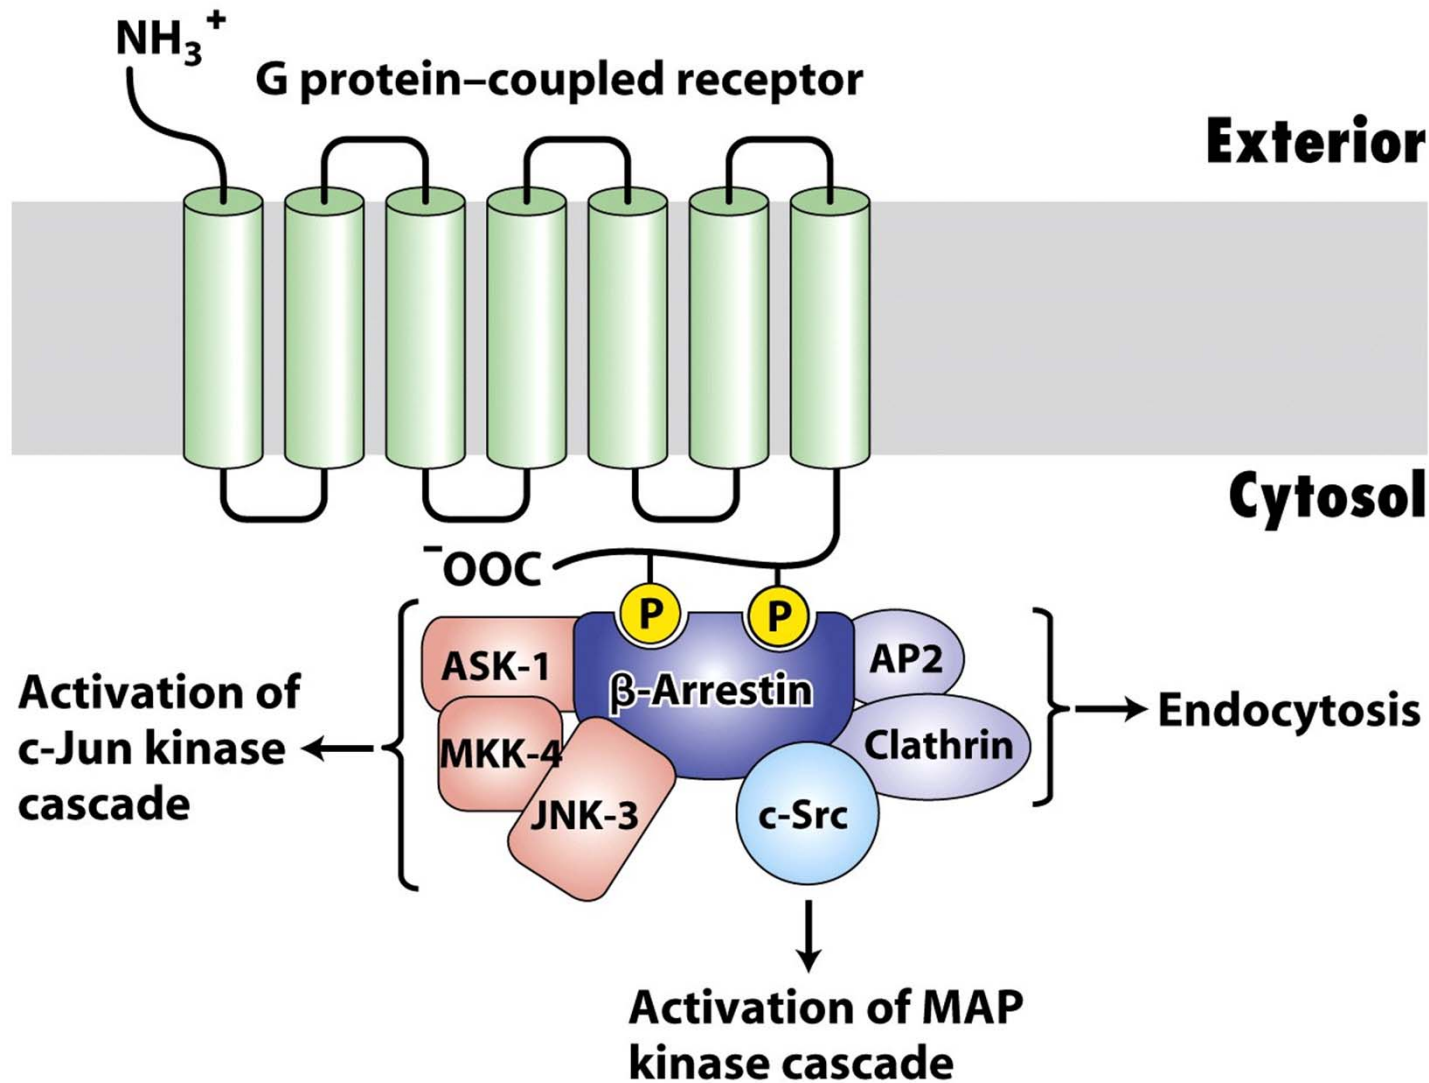 NH₃⁺
G protein–coupled receptor
Exterior
Cytosol
⁻OOC
P
P
ASK-1
β-Arrestin
AP2
MKK-4
Clathrin
JNK-3
c-Src
Activation of
c-Jun kinase
cascade
Endocytosis
Activation of MAP
kinase cascade